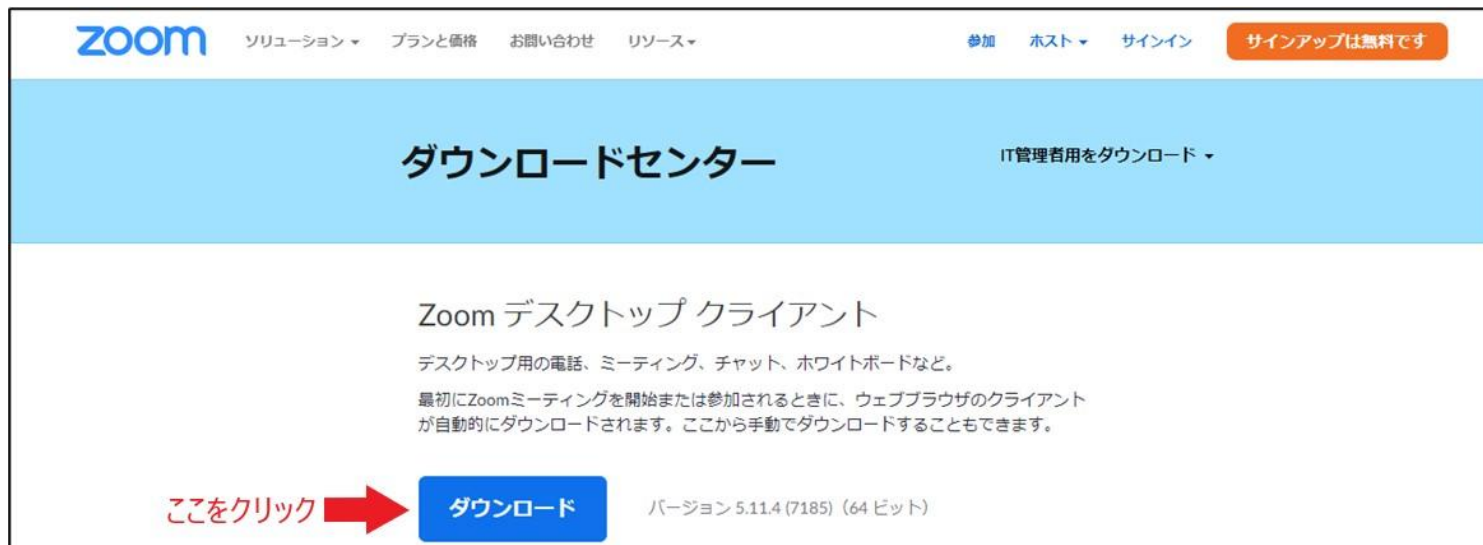 zoom ソリューション プランと価格 お問い合わせ リソース 参加 ホスト サインイン サインアップは無料です
ダウンロードセンター IT管理者用をダウンロード
Zoom デスクトップ クライアント
デスクトップ用の電話、ミーティング、チャット、ホワイトボードなど。
最初にZoomミーティングを開始または参加されるときに、ウェブブラウザのクライアント
が自動的にダウンロードされます。ここから手動でダウンロードすることもできます。
ここをクリック ダウンロード バージョン 5.11.4 (7185)（64 ビット）